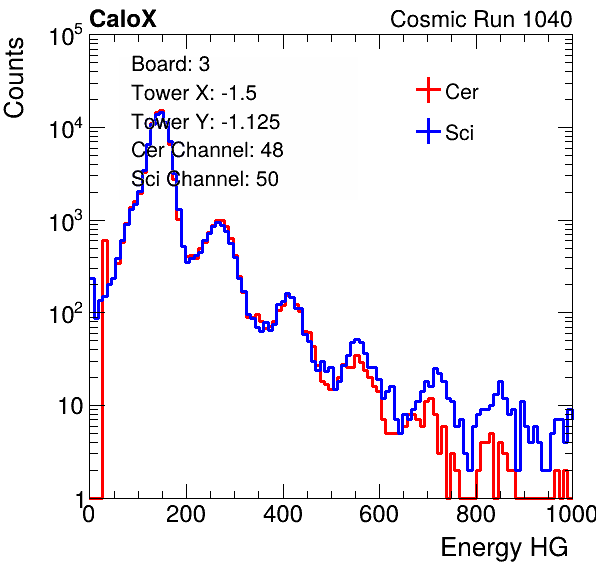 CaloX Cosmic Run 1040
Counts
10^5
10^4
10^3
10^2
10
1
Board: 3
Tower X: -1.5
Tower Y: -1.125
Cer Channel: 48
Sci Channel: 50
Cer
Sci
0 200 400 600 800 1000
Energy HG